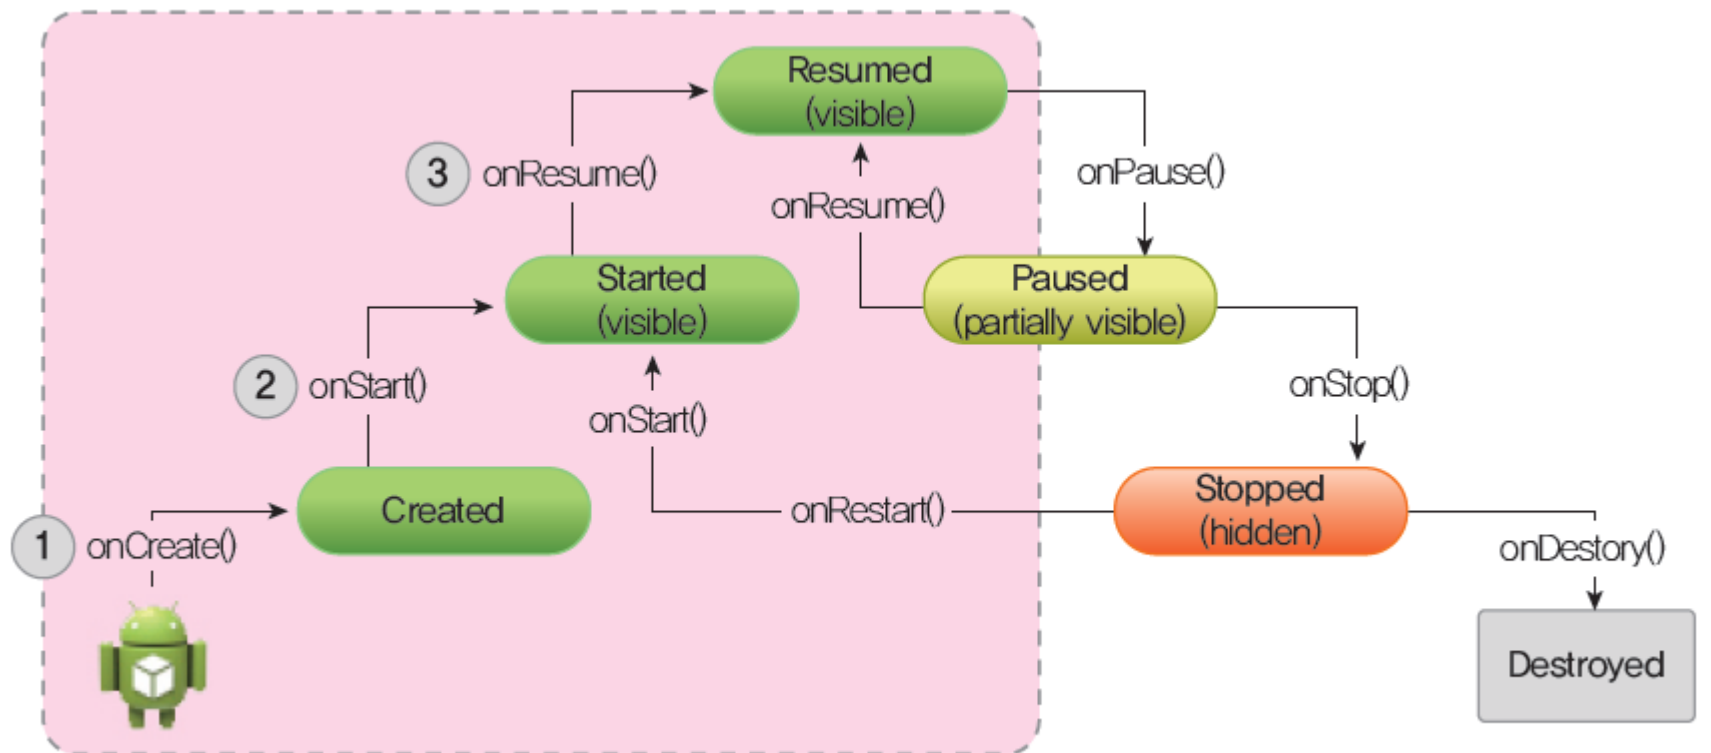 Resumed
(visible)
3
onResume()
onPause()
onResume()
Started
(visible)
Paused
(partially visible)
2
onStart()
onStop()
onStart()
Created
onRestart()
Stopped
(hidden)
1
onCreate()
onDestory()
Destroyed